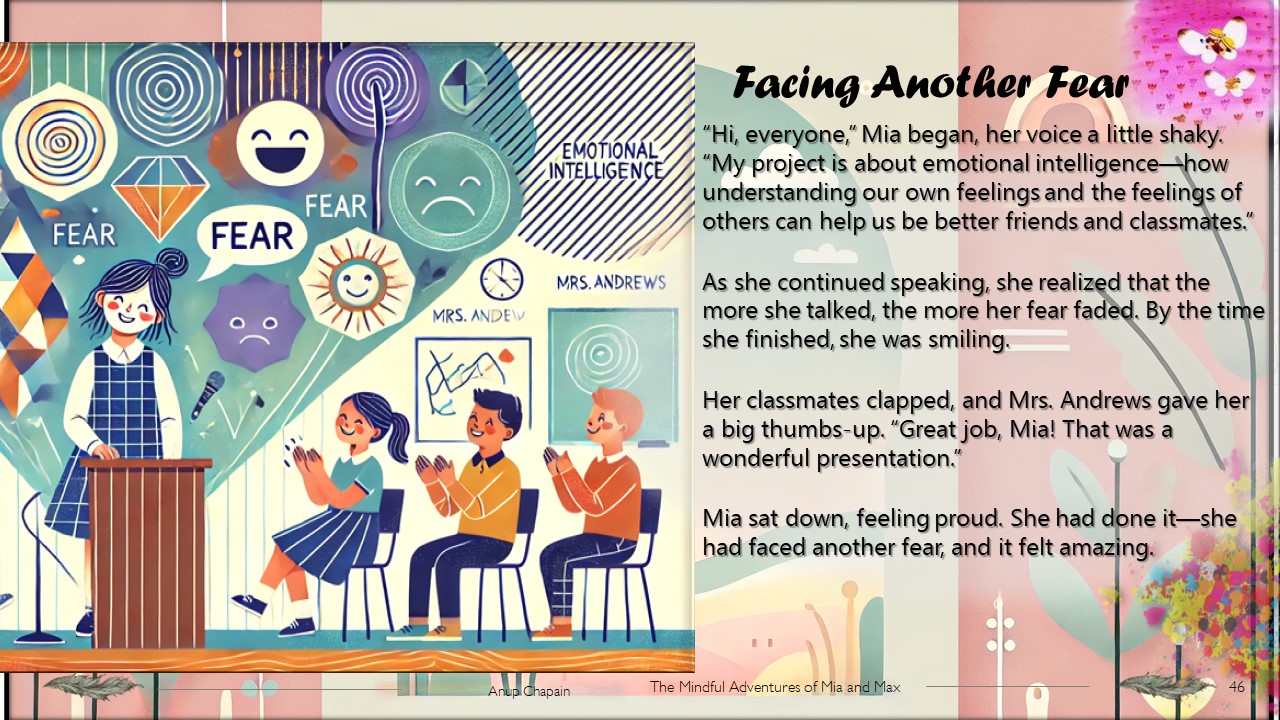 FEAR
FEAR
FEAR
EMOTIONAL
INTELLIGENCE
MRS. ANDREWS
MRS. ANDEW
Facing Another Fear
“Hi, everyone,” Mia began, her voice a little shaky.
“My project is about emotional intelligence—how
understanding our own feelings and the feelings of
others can help us be better friends and classmates.”
As she continued speaking, she realized that the
more she talked, the more her fear faded. By the time
she finished, she was smiling.
Her classmates clapped, and Mrs. Andrews gave her
a big thumbs-up. “Great job, Mia! That was a
wonderful presentation.”
Mia sat down, feeling proud. She had done it—she
had faced another fear, and it felt amazing.
Anup Chapain
The Mindful Adventures of Mia and Max
46